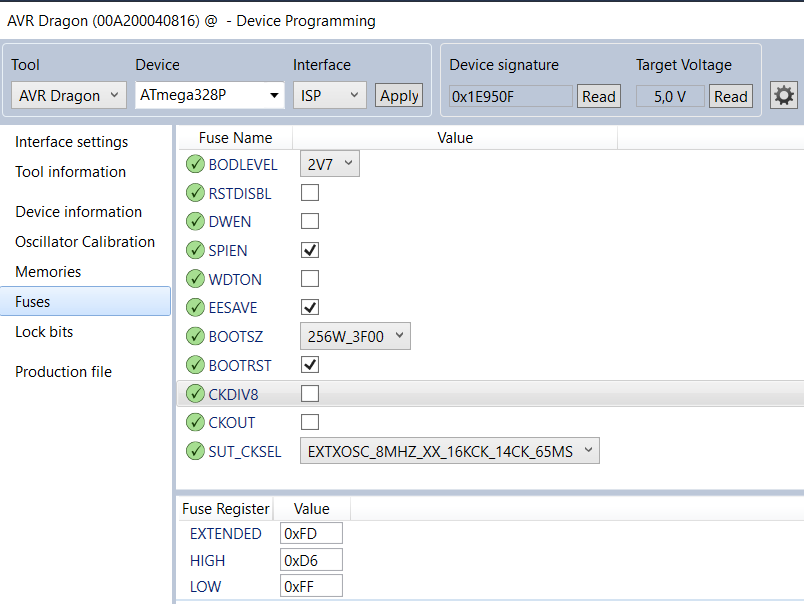 AVR Dragon (00A200040816) @  - Device Programming
Tool Device Interface Device signature Target Voltage
AVR Dragon ATmega328P ISP Apply 0x1E950F Read 5,0 V Read
Interface settings
Tool information
Device information
Oscillator Calibration
Memories
Fuses
Lock bits
Production file
Fuse Name Value
BODLEVEL 2V7
RSTDISBL
DWEN
SPIEN
WDTON
EESAVE
BOOTSZ 256W_3F00
BOOTRST
CKDIV8
CKOUT
SUT_CKSEL EXTXOSC_8MHZ_XX_16KCK_14CK_65MS
Fuse Register Value
EXTENDED 0xFD
HIGH 0xD6
LOW 0xFF